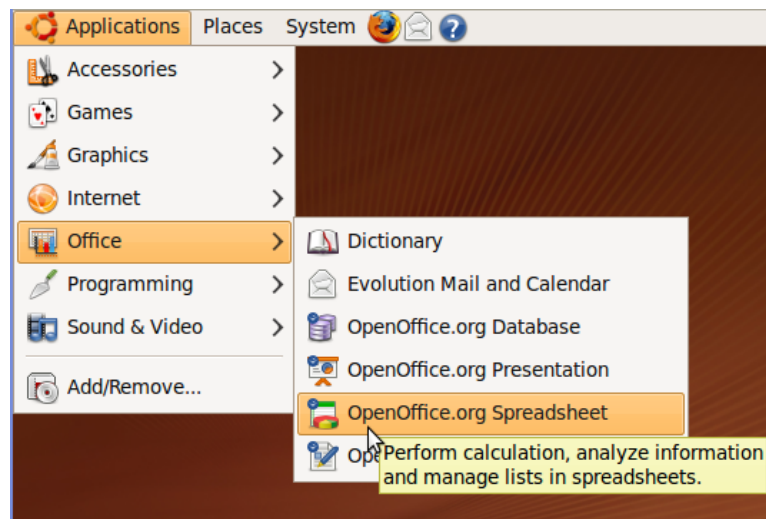 Applications Places System
Accessories
Games
Graphics
Internet
Office
Programming
Sound & Video
Add/Remove...
Dictionary
Evolution Mail and Calendar
OpenOffice.org Database
OpenOffice.org Presentation
OpenOffice.org Spreadsheet
Perform calculation, analyze information
and manage lists in spreadsheets.